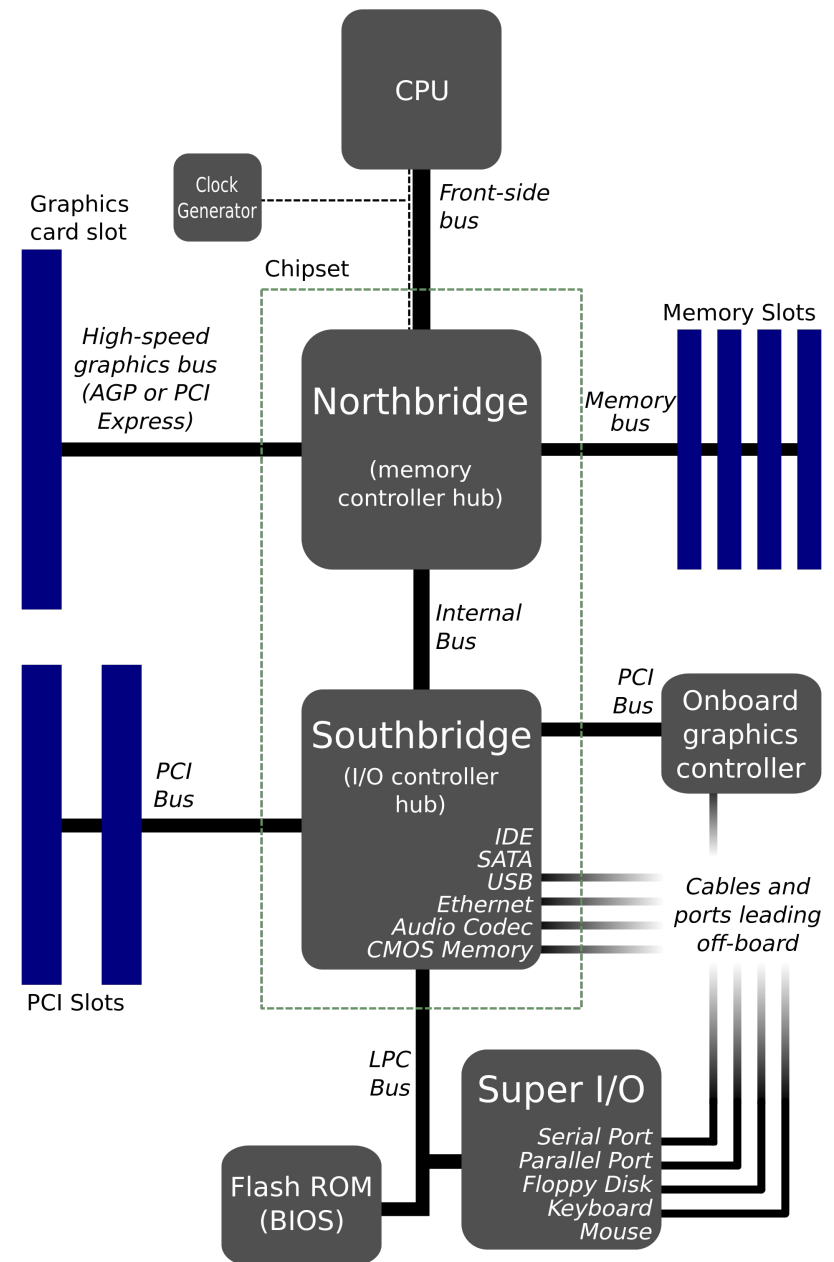 CPU
Clock
Generator
Front-side
bus
Graphics
card slot
Chipset
High-speed
graphics bus
(AGP or PCI
Express)
Northbridge
(memory
controller hub)
Memory Slots
Memory
bus
Internal
Bus
PCI
Bus
Onboard
graphics
controller
Southbridge
(I/O controller
hub)
IDE
SATA
USB
Ethernet
Audio Codec
CMOS Memory
PCI
Bus
PCI Slots
Cables and
ports leading
off-board
LPC
Bus
Super I/O
Serial Port
Parallel Port
Floppy Disk
Keyboard
Mouse
Flash ROM
(BIOS)